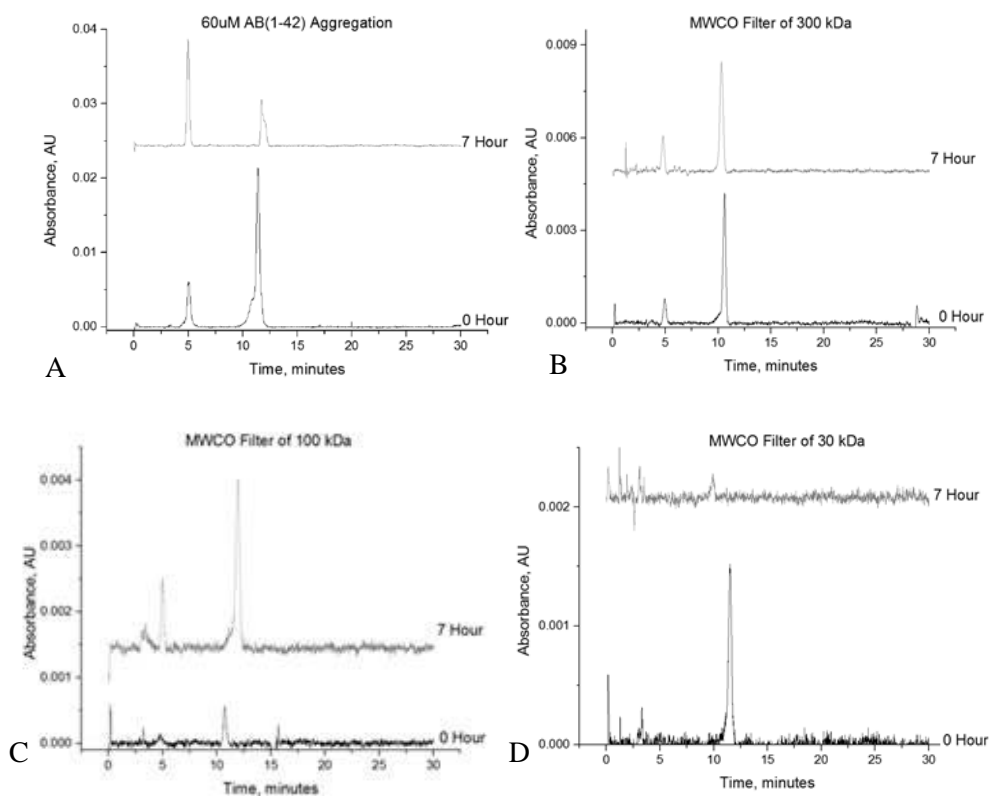 60uM AB(1-42) Aggregation
0.04
0.03
0.02
0.01
0.00
Absorbance, AU
7 Hour
0 Hour
0 5 10 15 20 25 30
Time, minutes
A
MWCO Filter of 300 kDa
0.009
0.006
0.003
0.000
Absorbance, AU
7 Hour
0 Hour
0 5 10 15 20 25 30
Time, minutes
B
MWCO Filter of 100 kDa
0.004
0.003
0.002
0.001
0.000
Absorbance, AU
7 Hour
0 Hour
0 5 10 15 20 25 30
Time, minutes
C
MWCO Filter of 30 kDa
0.002
0.001
0.000
Absorbance, AU
7 Hour
0 Hour
0 5 10 15 20 25 30
Time, minutes
D